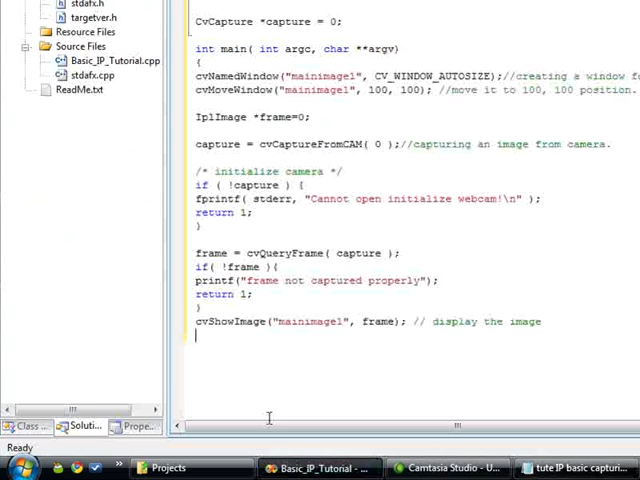 stdafx.h
targetver.h
Resource Files
Source Files
Basic_IP_Tutorial.cpp
stdafx.cpp
ReadMe.txt
CvCapture *capture = 0;
int main( int argc, char **argv)
{
cvNamedWindow("mainimage1", CV_WINDOW_AUTOSIZE);//creating a window fo
cvMoveWindow("mainimage1", 100, 100); //move it to 100, 100 position.
IplImage *frame=0;
capture = cvCaptureFromCAM( 0 );//capturing an image from camera.
/* initialize camera */
if ( !capture ) {
fprintf( stderr, "Cannot open initialize webcam!\n" );
return 1;
}
frame = cvQueryFrame( capture );
if( !frame ){
printf("frame not captured properly");
return 1;
}
cvShowImage("mainimage1", frame); // display the image
Class ...
Soluti...
Prope...
Ready
Projects
Basic_IP_Tutorial - ...
Camtasia Studio - U...
tute IP basic capturi...